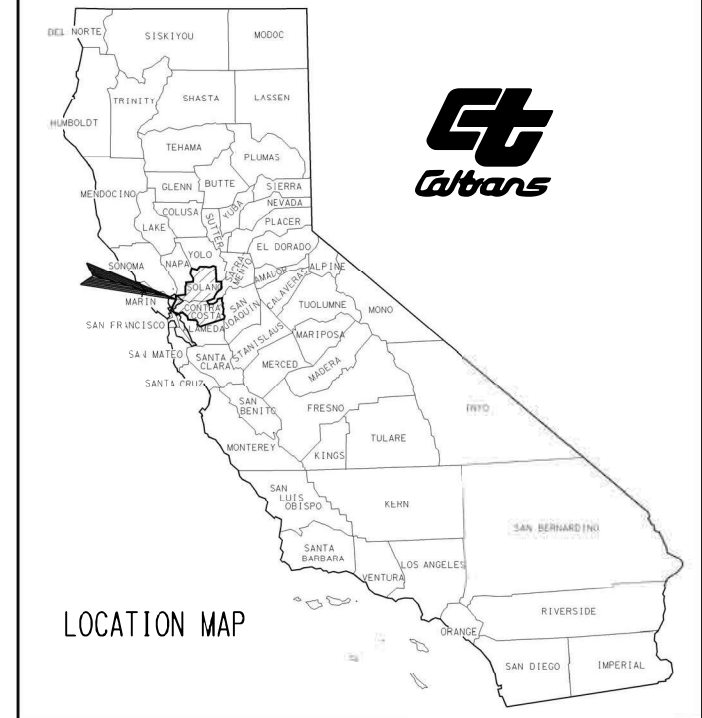 DEL NORTE
SISKIYOU
MODOC
TRINITY
SHASTA
LASSEN
HUMBOLDT
TEHAMA
PLUMAS
MENDOCINO
GLENN
BUTTE
SIERRA
COLUSA
SUTTER
YUBA
NEVADA
PLACER
LAKE
EL DORADO
YOLO
SONOMA
NAPA
SACRA
MENTO
AMADOR
ALPINE
SOLANO
MARIN
CONTRA
COSTA
SAN
JOAQUIN
CALAVERAS
TUOLUMNE
MONO
SAN FRANCISCO
ALAMEDA
STANISLAUS
MARIPOSA
SAN MATEO
SANTA
CLARA
MERCED
MADERA
SANTA CRUZ
SAN
BENITO
FRESNO
INYO
MONTEREY
KINGS
TULARE
SAN
LUIS
OBISPO
KERN
SAN BERNARDINO
SANTA
BARBARA
VENTURA
LOS ANGELES
ORANGE
RIVERSIDE
SAN DIEGO
IMPERIAL
Ct
Caltrans
LOCATION MAP